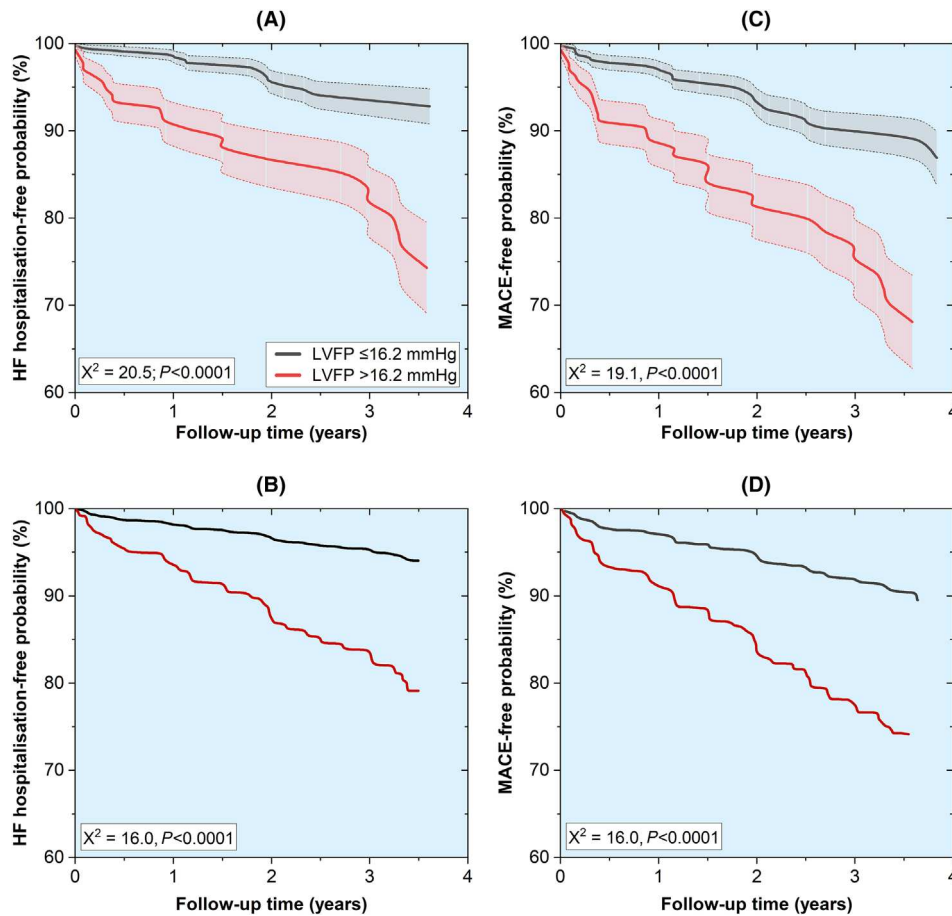 (A)
HF hospitalisation-free probability (%)
100
90
80
70
60
LVFP ≤16.2 mmHg
LVFP >16.2 mmHg
X² = 20.5; P<0.0001
0 1 2 3 4
Follow-up time (years)
(C)
MACE-free probability (%)
100
90
80
70
60
X² = 19.1, P<0.0001
0 1 2 3 4
Follow-up time (years)
(B)
HF hospitalisation-free probability (%)
100
90
80
70
60
X² = 16.0, P<0.0001
0 1 2 3 4
Follow-up time (years)
(D)
MACE-free probability (%)
100
90
80
70
60
X² = 16.0, P<0.0001
0 1 2 3 4
Follow-up time (years)